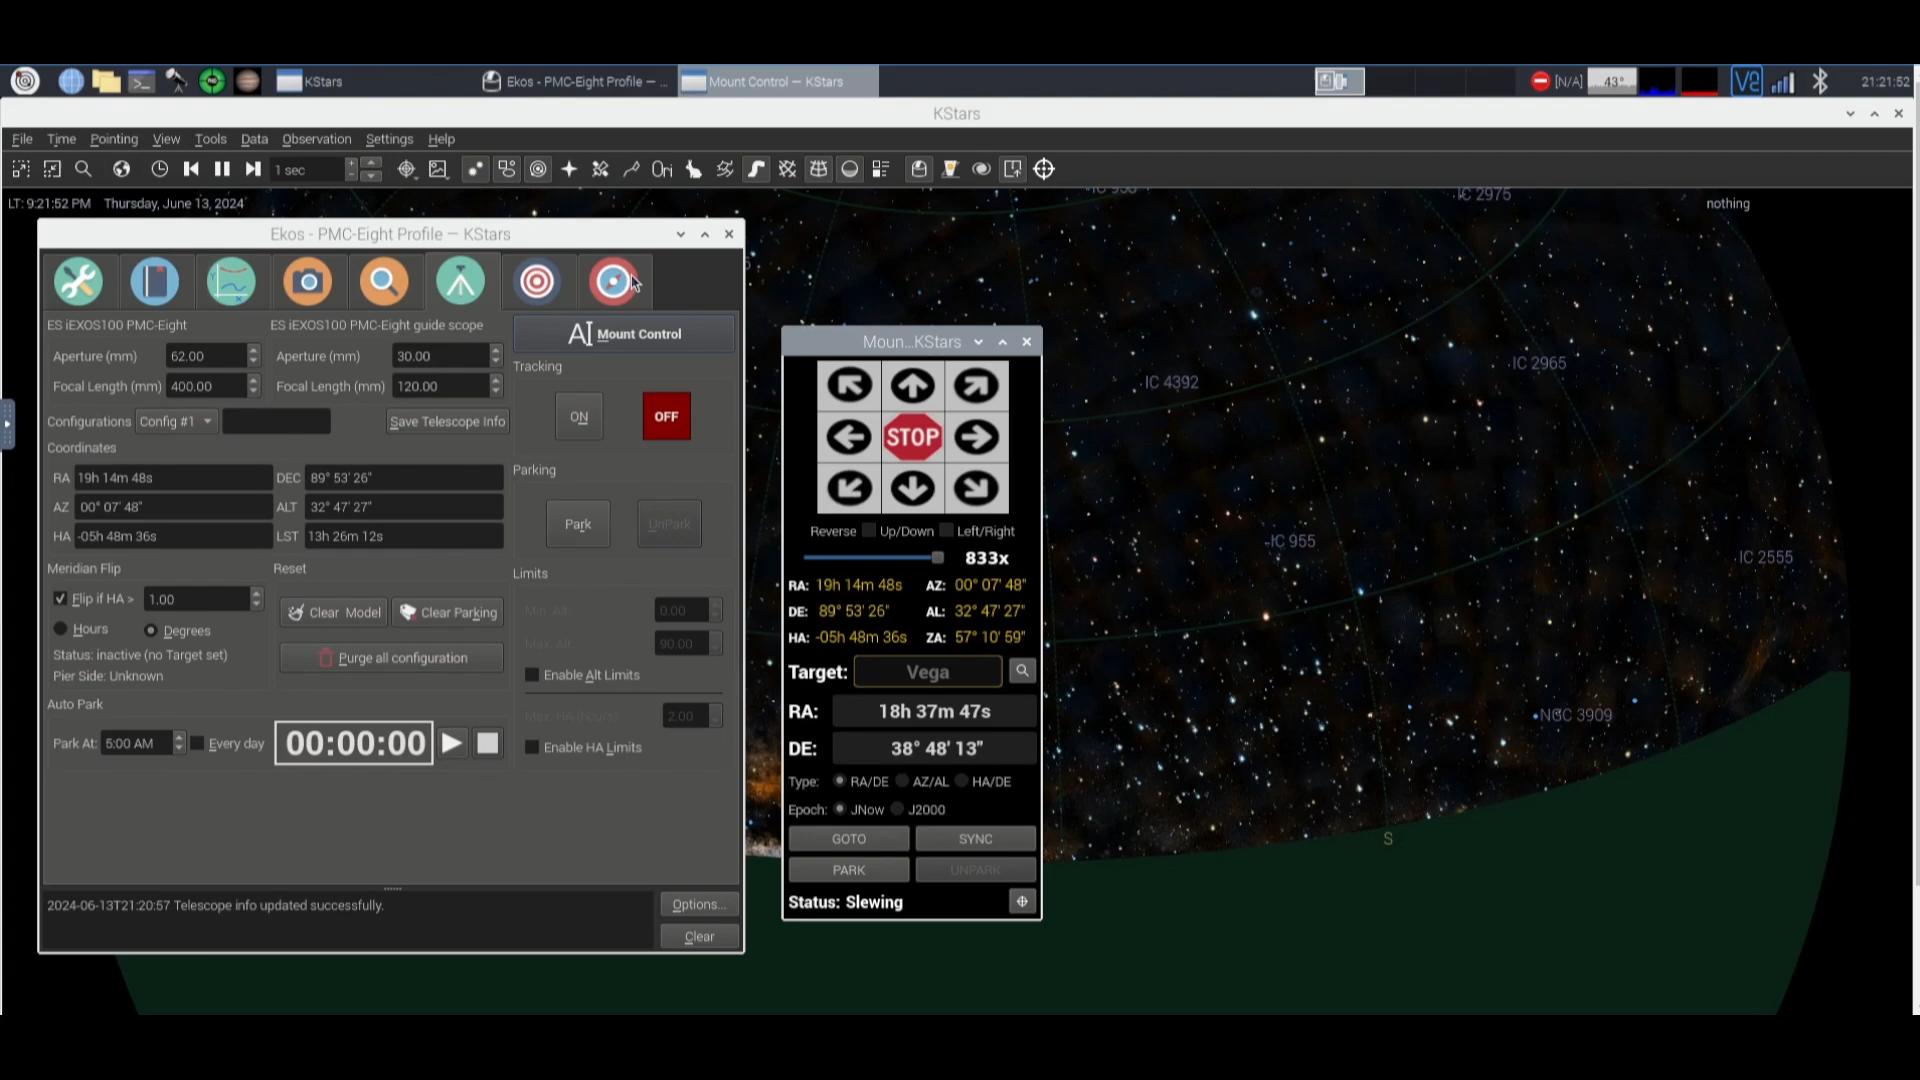 KStars
Ekos - PMC-Eight Profile — ...
Mount Control — KStars
[N/A]
43°
V2
21:21:52
KStars
File Time Pointing View Tools Data Observation Settings Help
1 sec
Ori
LT: 9:21:52 PM Thursday, June 13, 2024
nothing
IC 2975
IC 4392
IC 2965
IC 955
IC 2555
NGC 3909
S
Ekos - PMC-Eight Profile — KStars
ES iEXOS100 PMC-Eight
ES iEXOS100 PMC-Eight guide scope
Mount Control
Aperture (mm) 62.00
Aperture (mm) 30.00
Tracking
Focal Length (mm) 400.00
Focal Length (mm) 120.00
ON
OFF
Configurations Config #1
Save Telescope Info
Coordinates
RA 19h 14m 48s
DEC 89° 53' 26"
Parking
AZ 00° 07' 48"
ALT 32° 47' 27"
Park
UnPark
HA -05h 48m 36s
LST 13h 26m 12s
Meridian Flip
Reset
Limits
Flip if HA > 1.00
Clear Model
Clear Parking
Min. Alt. 0.00
Hours
Degrees
Max. Alt. 90.00
Status: inactive (no Target set)
Purge all configuration
Pier Side: Unknown
Enable Alt Limits
Auto Park
Max. HA (hours) 2.00
Park At: 5:00 AM
Every day
00:00:00
Enable HA Limits
2024-06-13T21:20:57 Telescope info updated successfully.
Options...
Clear
Moun...KStars
STOP
Reverse Up/Down Left/Right
833x
RA: 19h 14m 48s AZ: 00° 07' 48"
DE: 89° 53' 26" AL: 32° 47' 27"
HA: -05h 48m 36s ZA: 57° 10' 59"
Target: Vega
RA: 18h 37m 47s
DE: 38° 48' 13"
Type: RA/DE AZ/AL HA/DE
Epoch: JNow J2000
GOTO SYNC
PARK UNPARK
Status: Slewing